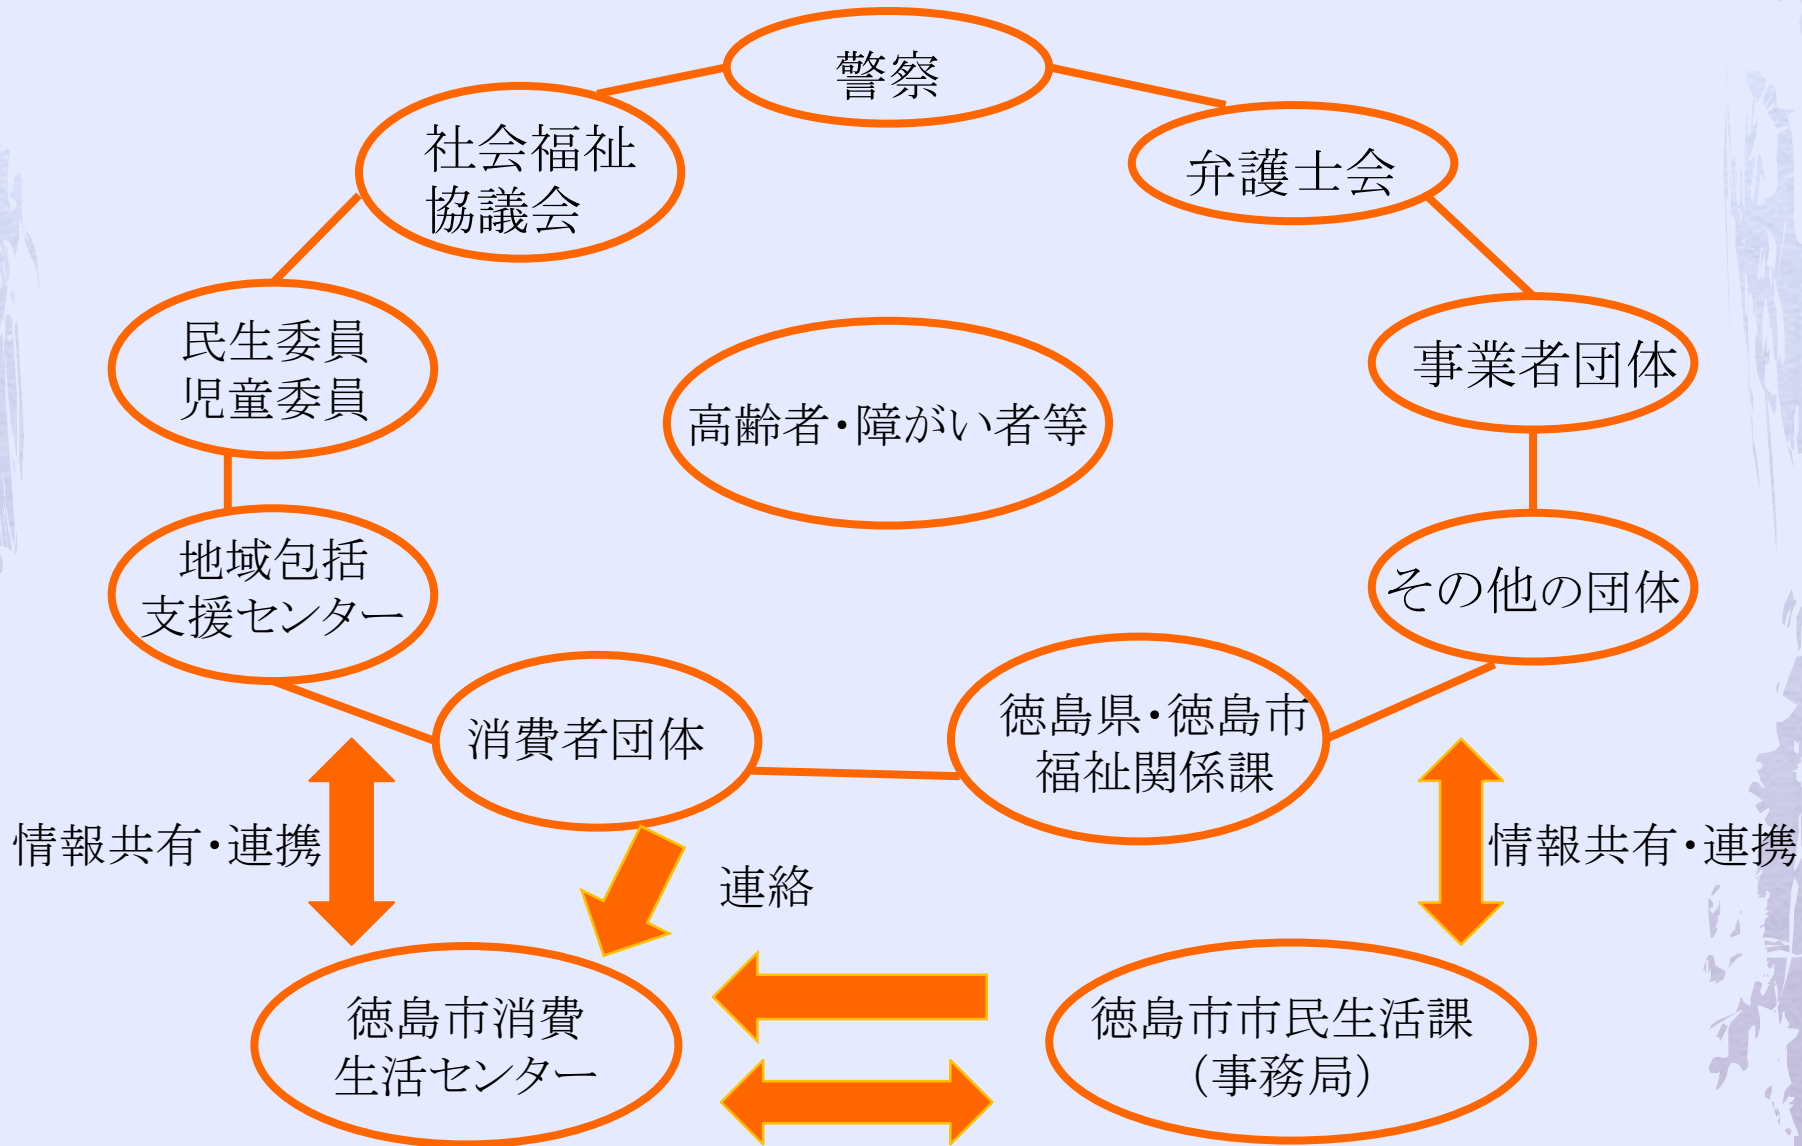 警察
社会福祉
協議会
弁護士会
民生委員
児童委員
事業者団体
高齢者・障がい者等
地域包括
支援センター
その他の団体
消費者団体
徳島県・徳島市
福祉関係課
情報共有・連携
連絡
情報共有・連携
徳島市消費
生活センター
徳島市市民生活課
（事務局）